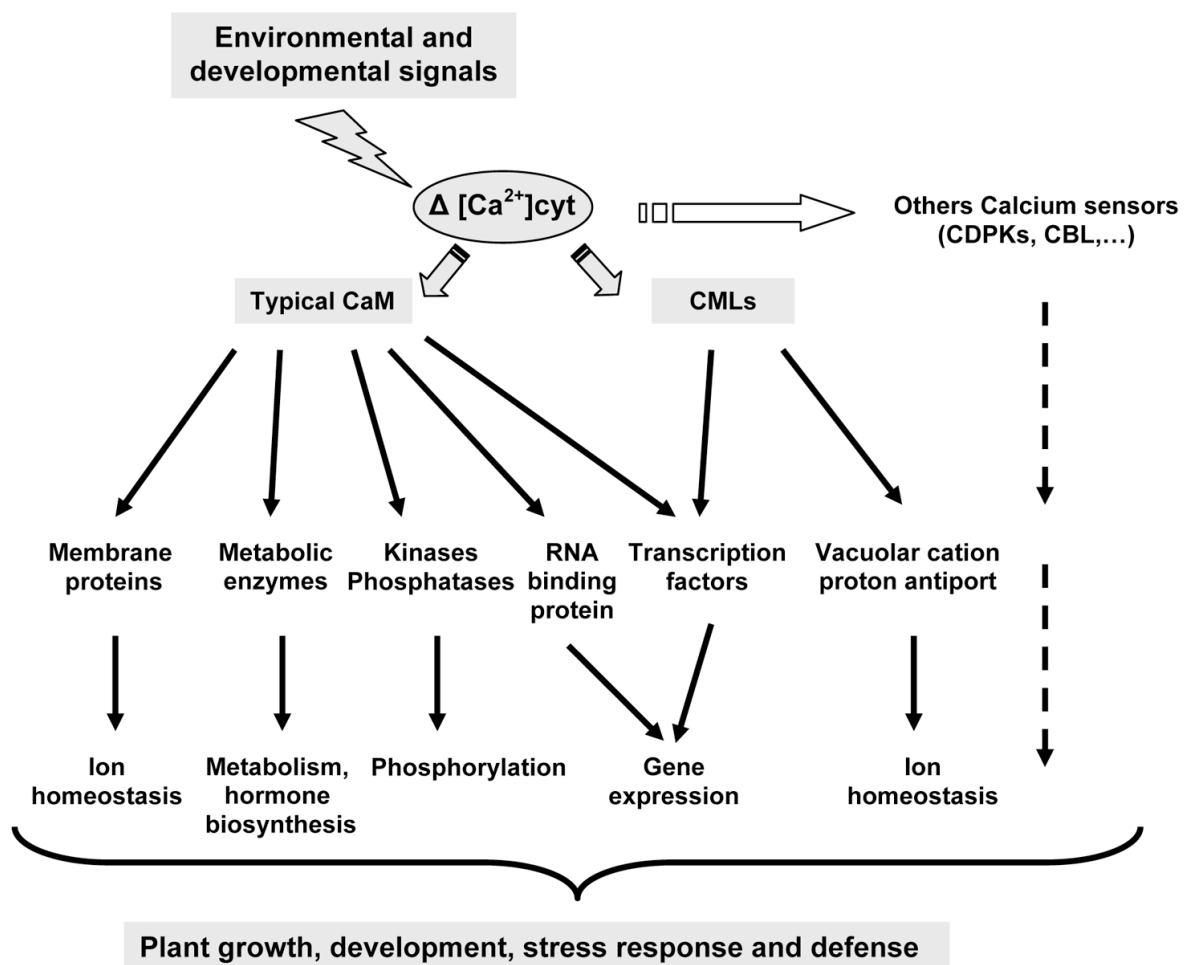 Environmental and
developmental signals
Δ [Ca²⁺]cyt
Others Calcium sensors
(CDPKs, CBL,...)
Typical CaM
CMLs
Membrane
proteins
Metabolic
enzymes
Kinases
Phosphatases
RNA
binding
protein
Transcription
factors
Vacuolar cation
proton antiport
Ion
homeostasis
Metabolism,
hormone
biosynthesis
Phosphorylation
Gene
expression
Ion
homeostasis
Plant growth, development, stress response and defense